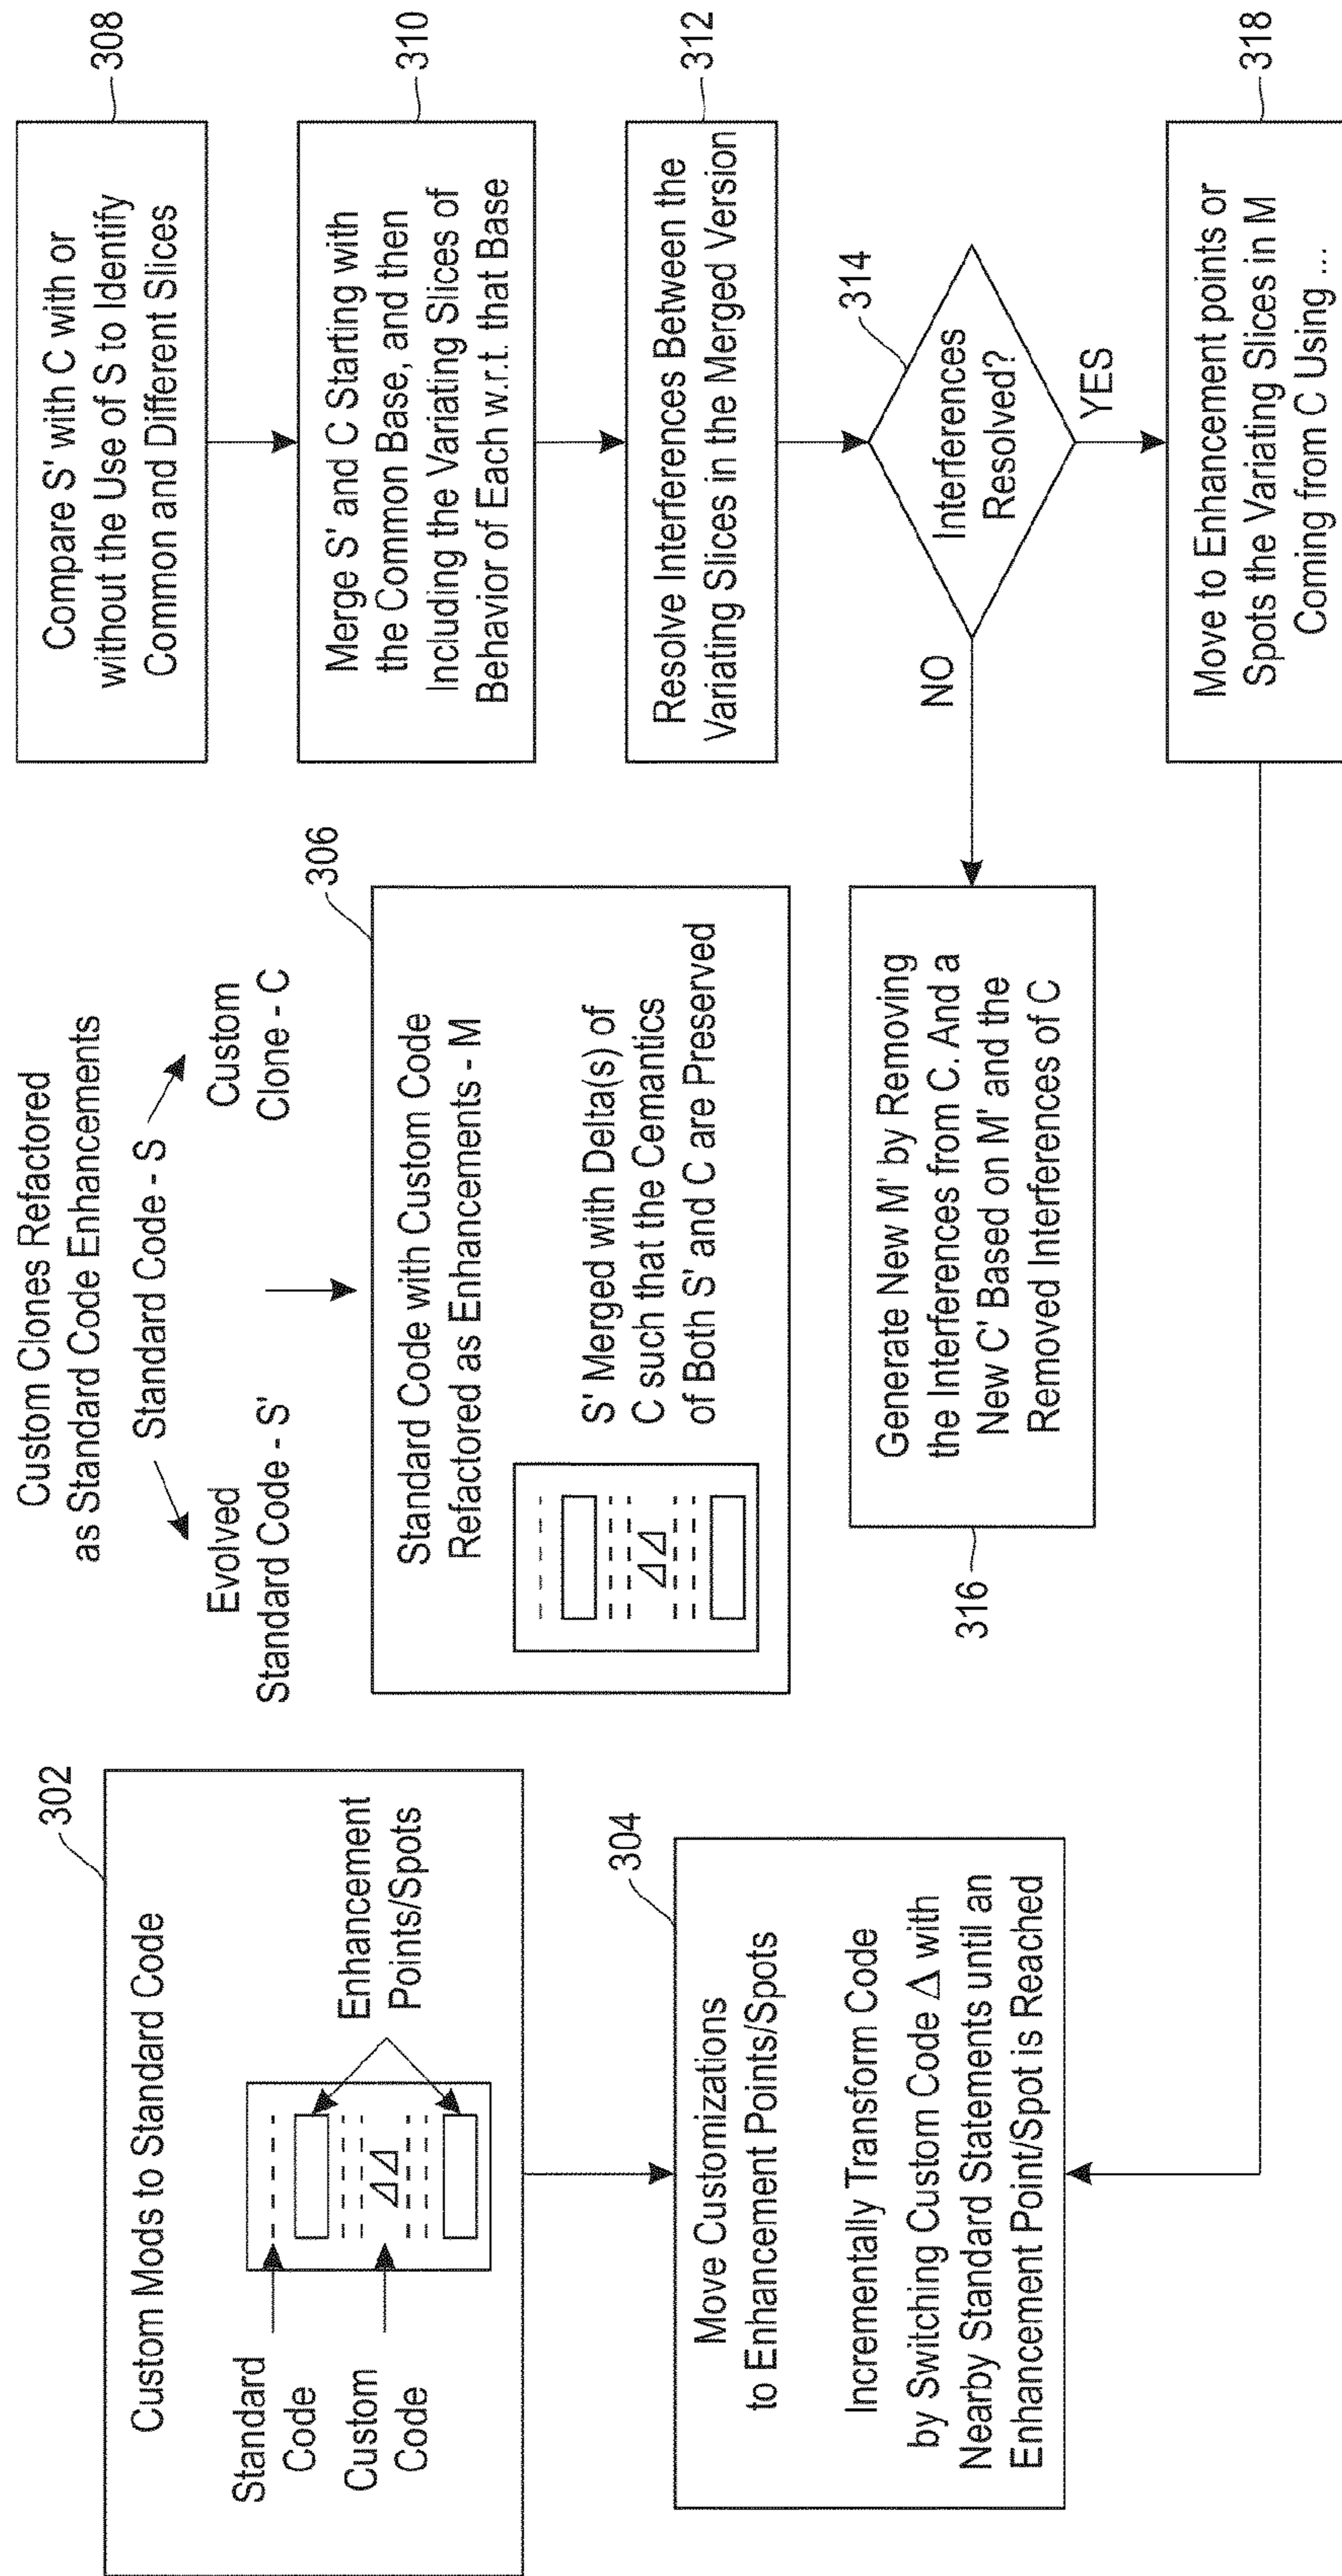 Custom Mods to Standard Code
302
Standard
Code
Custom
Code
ΔΔ
Enhancement
Points/Spots
304
Move Customizations
to Enhancement Points/Spots
Incrementally Transform Code
by Switching Custom Code Δ with
Nearby Standard Statements until an
Enhancement Point/Spot is Reached
Custom Clones Refactored
as Standard Code Enhancements
Standard Code - S
Evolved
Standard Code - S'
Custom
Clone - C
306
Standard Code with Custom Code
Refactored as Enhancements - M
ΔΔ
S' Merged with Delta(s) of
C such that the Cemantics
of Both S' and C are Preserved
Generate New M' by Removing
the Interferences from C. And a
New C' Based on M' and the
Removed Interferences of C
316
Compare S' with C with or
without the Use of S to Identify
Common and Different Slices
308
Merge S' and C Starting with
the Common Base, and then
Including the Variating Slices of
Behavior of Each w.r.t. that Base
310
Resolve Interferences Between the
Variating Slices in the Merged Version
312
Interferences
Resolved?
314
NO
YES
Move to Enhancement points or
Spots the Variating Slices in M
Coming from C Using ....
318